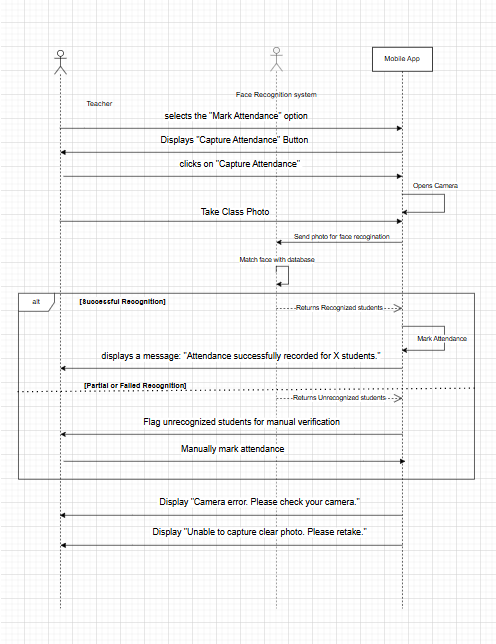 Mobile App
Face Recognition system
Teacher
selects the "Mark Attendance" option
Displays "Capture Attendance" Button
clicks on "Capture Attendance"
Opens Camera
Take Class Photo
Send photo for face recogination
Match face with database
alt
[Successful Recognition]
Returns Recognized students
Mark Attendance
displays a message: "Attendance successfully recorded for X students."
[Partial or Failed Recognition]
Returns Unrecognized students
Flag unrecognized students for manual verification
Manually mark attendance
Display "Camera error. Please check your camera."
Display "Unable to capture clear photo. Please retake."